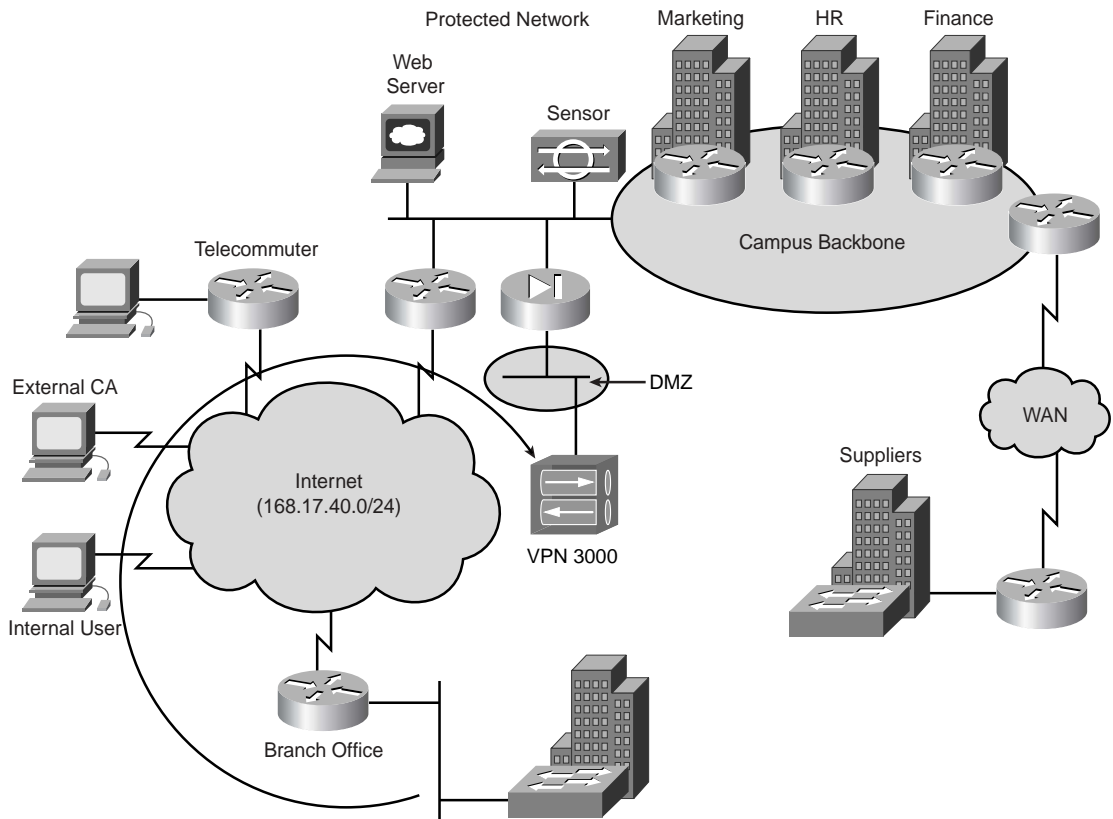 Protected Network
Marketing
HR
Finance
Web
Server
Sensor
Campus Backbone
Telecommuter
External CA
DMZ
WAN
Internet
(168.17.40.0/24)
Suppliers
VPN 3000
Internal User
Branch Office